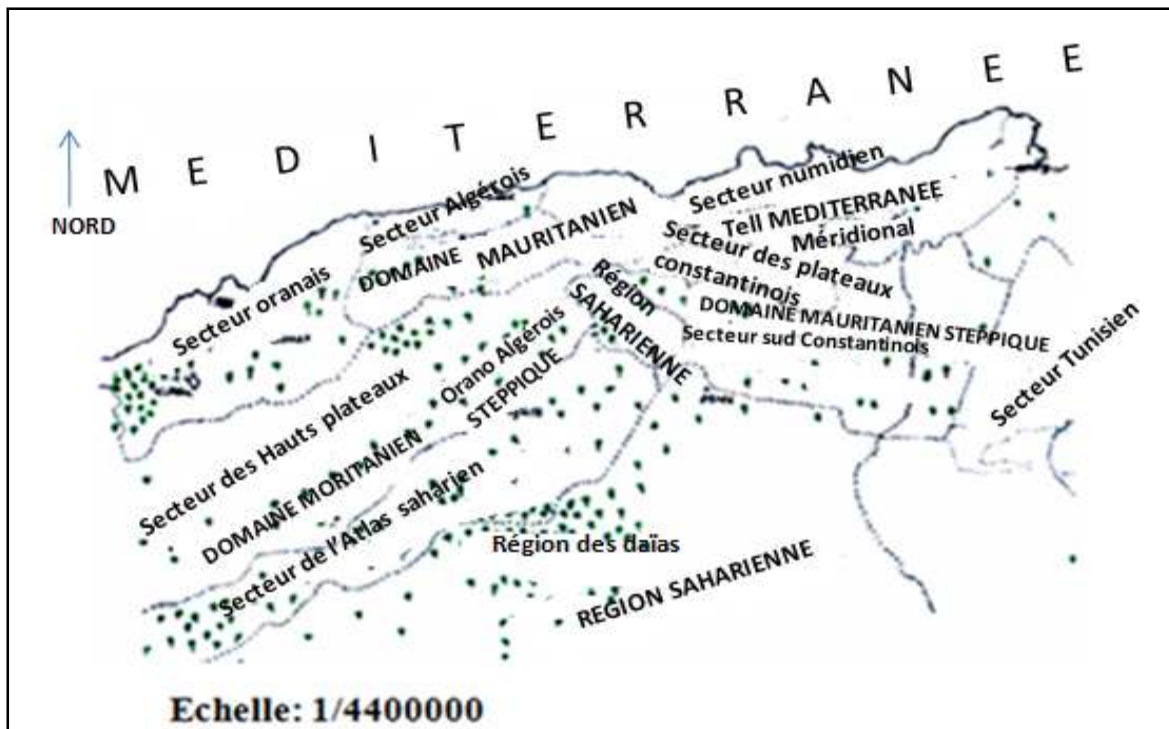 MEDITERRANEE
NORD
Secteur Algérois
Secteur numidien
Tell MEDITERRANEE
Méridional
DOMAINE MAURITANIEN
Secteur oranais
Secteur des plateaux
constantinois
Région
SAHARIENNE
DOMAINE MAURITANIEN STEPPIQUE
Secteur sud Constantinois
Secteur Tunisien
Orano Algérois
STEPPIQUE
Secteur des Hauts plateaux
DOMAINE MORITANIEN
Secteur de l'Atlas saharien
Région des daïas
REGION SAHARIENNE
Echelle: 1/4400000